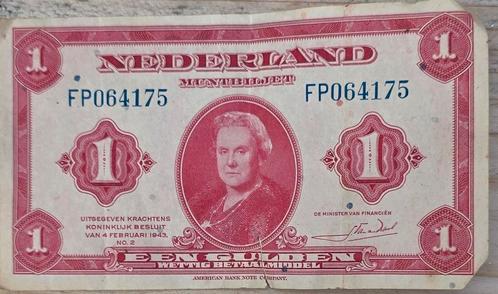 1 NEDERLAND 1
MUNTBILJET
FP064175 FP064175
1 1
UITGEGEVEN KRACHTENS
KONINKLIJK BESLUIT
VAN 4 FEBRUARI 1943.
NO. 2
DE MINISTER VAN FINANCIËN
1 EEN GULDEN 1
WETTIG BETAALMIDDEL
AMERICAN BANK NOTE COMPANY.